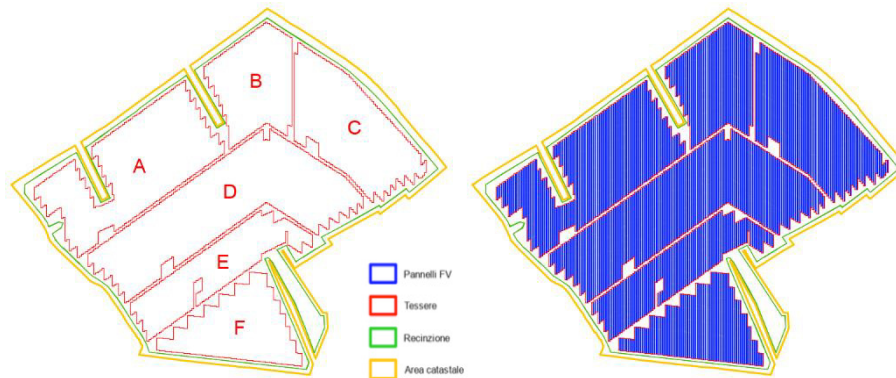 B
C
A
D
E
F
Pannelli FV
Tessere
Recinzione
Area catastale